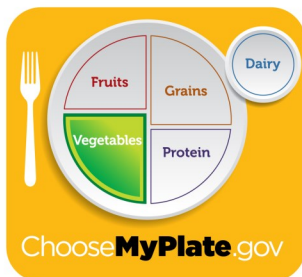 Dairy
Fruits
Grains
Vegetables
Protein
ChooseMyPlate.gov